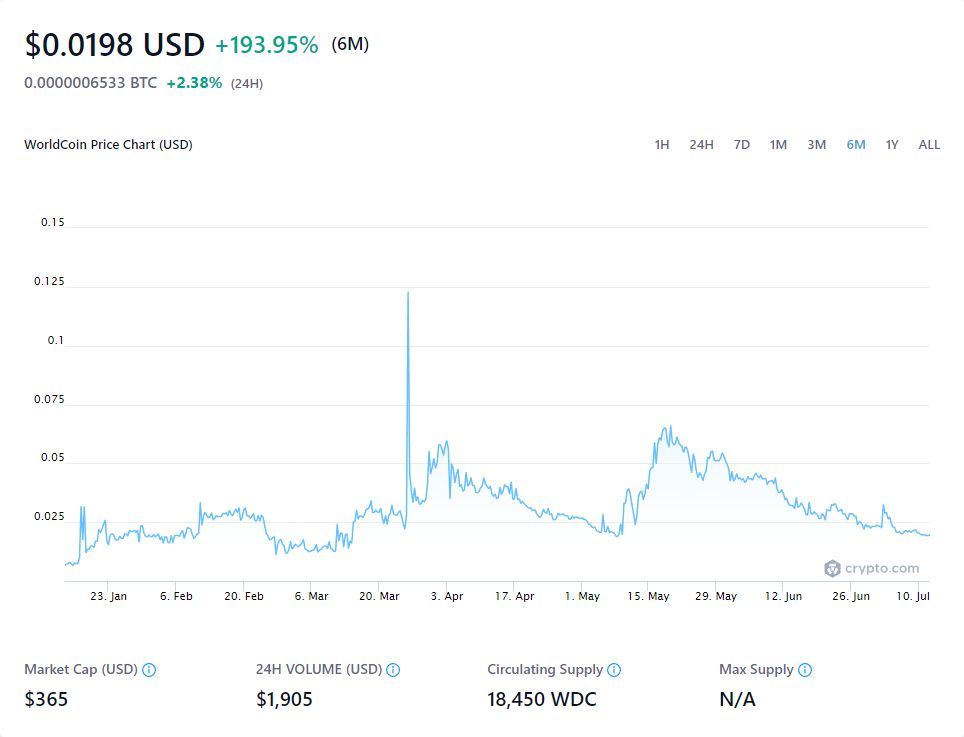 $0.0198 USD +193.95% (6M)
0.0000006533 BTC +2.38% (24H)
WorldCoin Price Chart (USD) 1H 24H 7D 1M 3M 6M 1Y ALL
0.15
0.125
0.1
0.075
0.05
0.025
crypto.com
23. Jan 6. Feb 20. Feb 6. Mar 20. Mar 3. Apr 17. Apr 1. May 15. May 29. May 12. Jun 26. Jun 10. Jul
Market Cap (USD) 24H VOLUME (USD) Circulating Supply Max Supply
$365 $1,905 18,450 WDC N/A